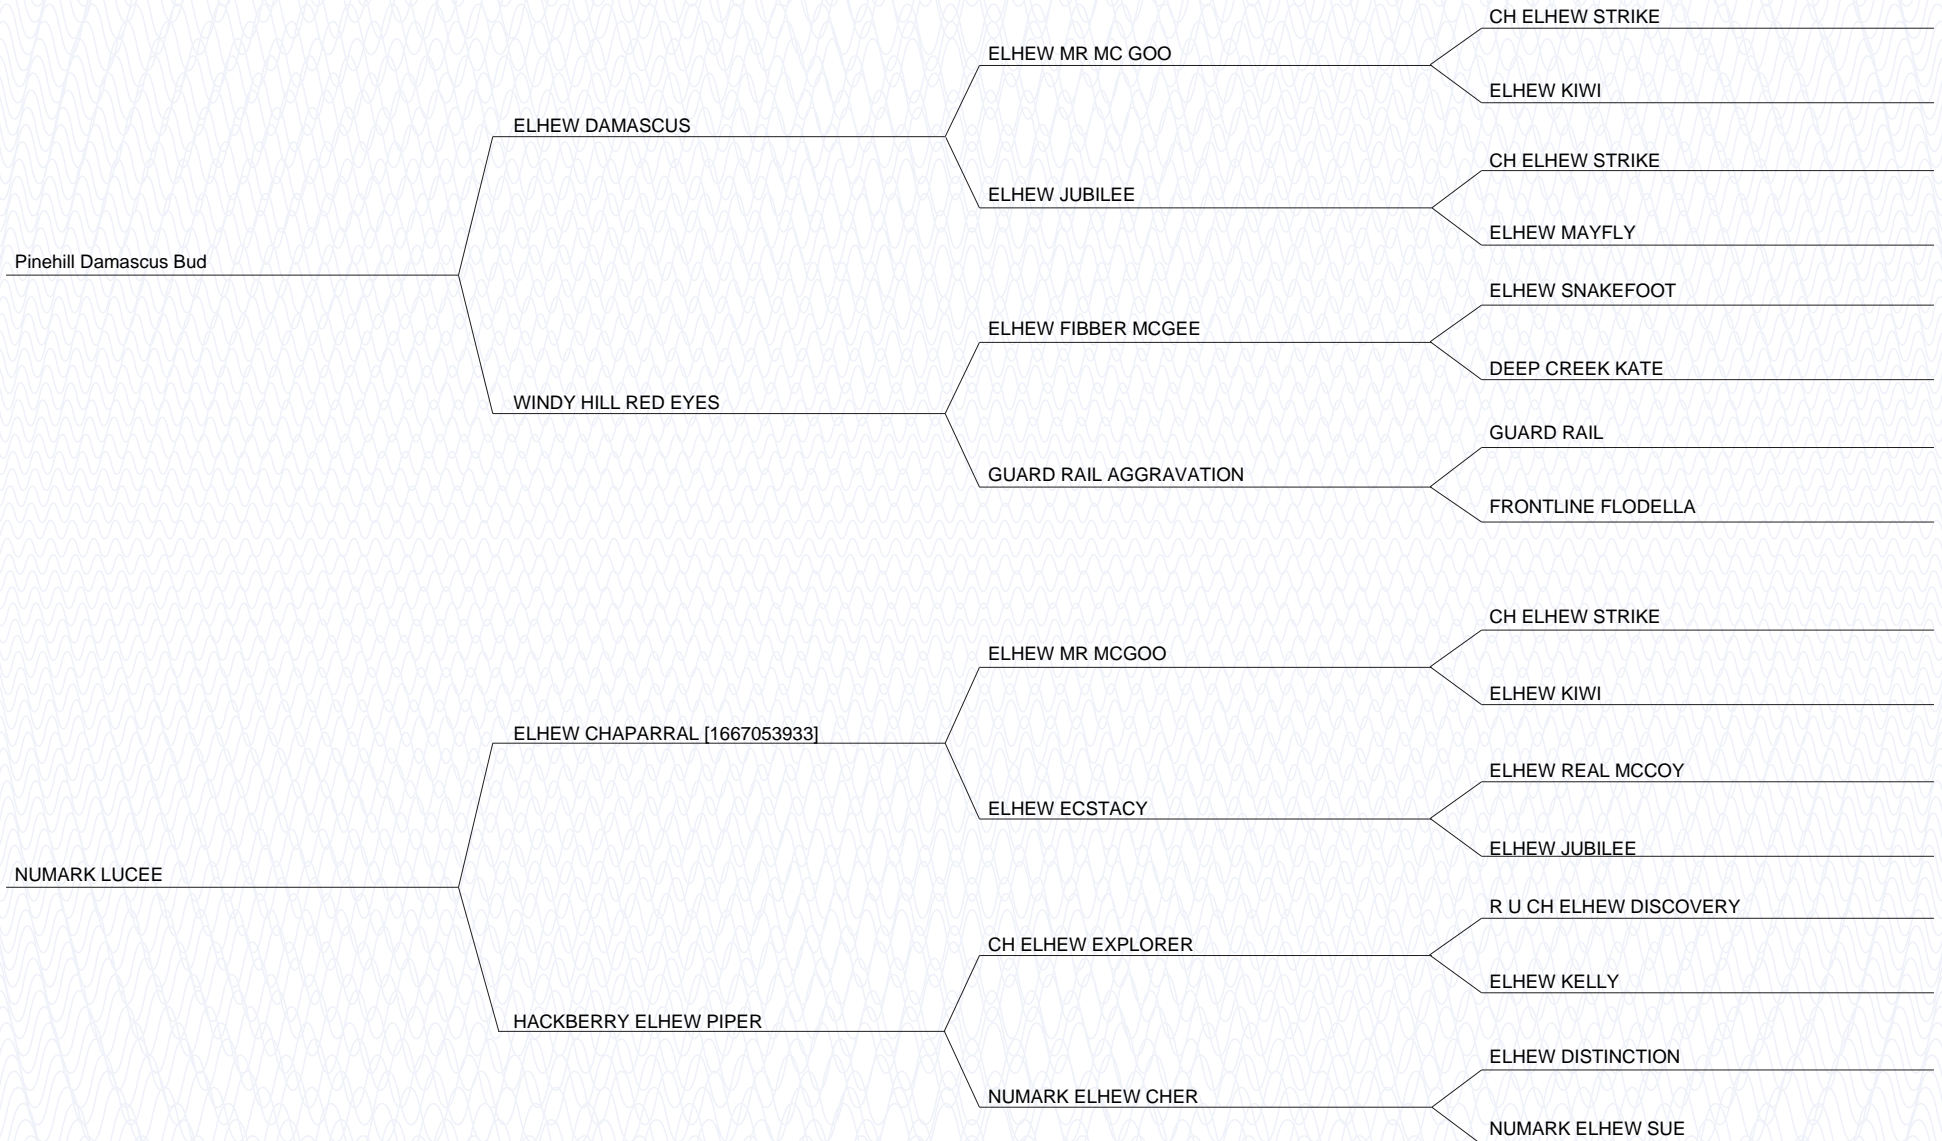 CH ELHEW STRIKE
ELHEW MR MC GOO
ELHEW KIWI
ELHEW DAMASCUS
CH ELHEW STRIKE
ELHEW JUBILEE
ELHEW MAYFLY
Pinehill Damascus Bud
ELHEW SNAKEFOOT
ELHEW FIBBER MCGEE
DEEP CREEK KATE
WINDY HILL RED EYES
GUARD RAIL
GUARD RAIL AGGRAVATION
FRONTLINE FLODELLA
CH ELHEW STRIKE
ELHEW MR MCGOO
ELHEW KIWI
ELHEW CHAPARRAL [1667053933]
ELHEW REAL MCCOY
ELHEW ECSTACY
ELHEW JUBILEE
NUMARK LUCEE
R U CH ELHEW DISCOVERY
CH ELHEW EXPLORER
ELHEW KELLY
HACKBERRY ELHEW PIPER
ELHEW DISTINCTION
NUMARK ELHEW CHER
NUMARK ELHEW SUE